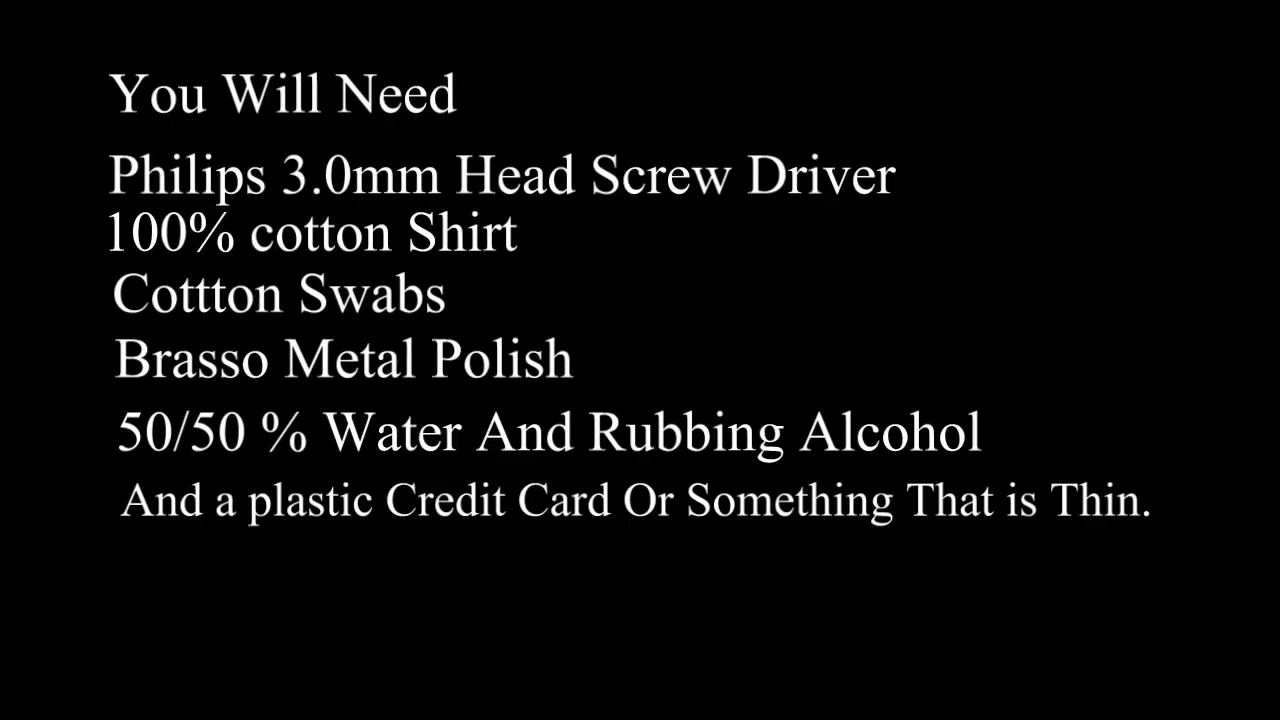 You Will Need
Philips 3.0mm Head Screw Driver
100% cotton Shirt
Cottton Swabs
Brasso Metal Polish
50/50 % Water And Rubbing Alcohol
And a plastic Credit Card Or Something That is Thin.